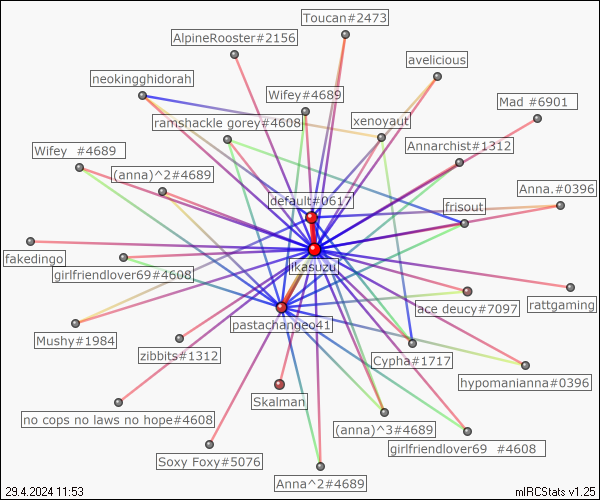 Toucan#2473
AlpineRooster#2156
avelicious
neokingghidorah
Wifey#4689
Mad #6901
ramshackle gorey#4608
xenoyaut
Annarchist#1312
Wifey  #4689
(anna)^2#4689
Anna.#0396
default#0617
frisout
fakedingo
jikasuzu
girlfriendlover69#4608
ace deucy#7097
rattgaming
pastachangeo41
Mushy#1984
zibbits#1312
Cypha#1717
hypomanianna#0396
Skalman
no cops no laws no hope#4608
(anna)^3#4689
girlfriendlover69  #4608
Soxy Foxy#5076
Anna^2#4689
29.4.2024 11:53
mIRCStats v1.25